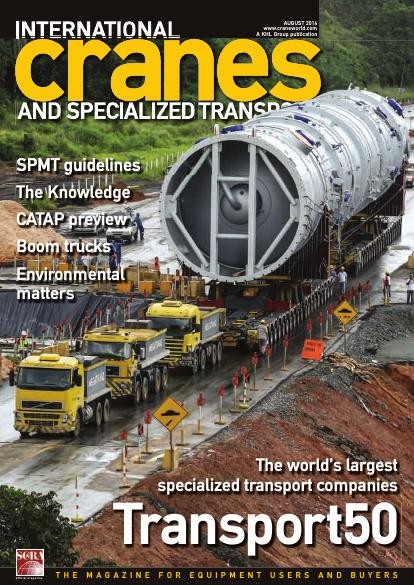 AUGUST 2014
www.craneworld.com
A KHL Group publication
INTERNATIONAL
cranes
AND SPECIALIZED TRANSPO
SPMT guidelines
The Knowledge
CATAP preview
Boom trucks
Environmental
matters
The world's largest
specialized transport companies
Transport50
SC&RA
THE MAGAZINE FOR EQUIPMENT USERS AND BUYERS